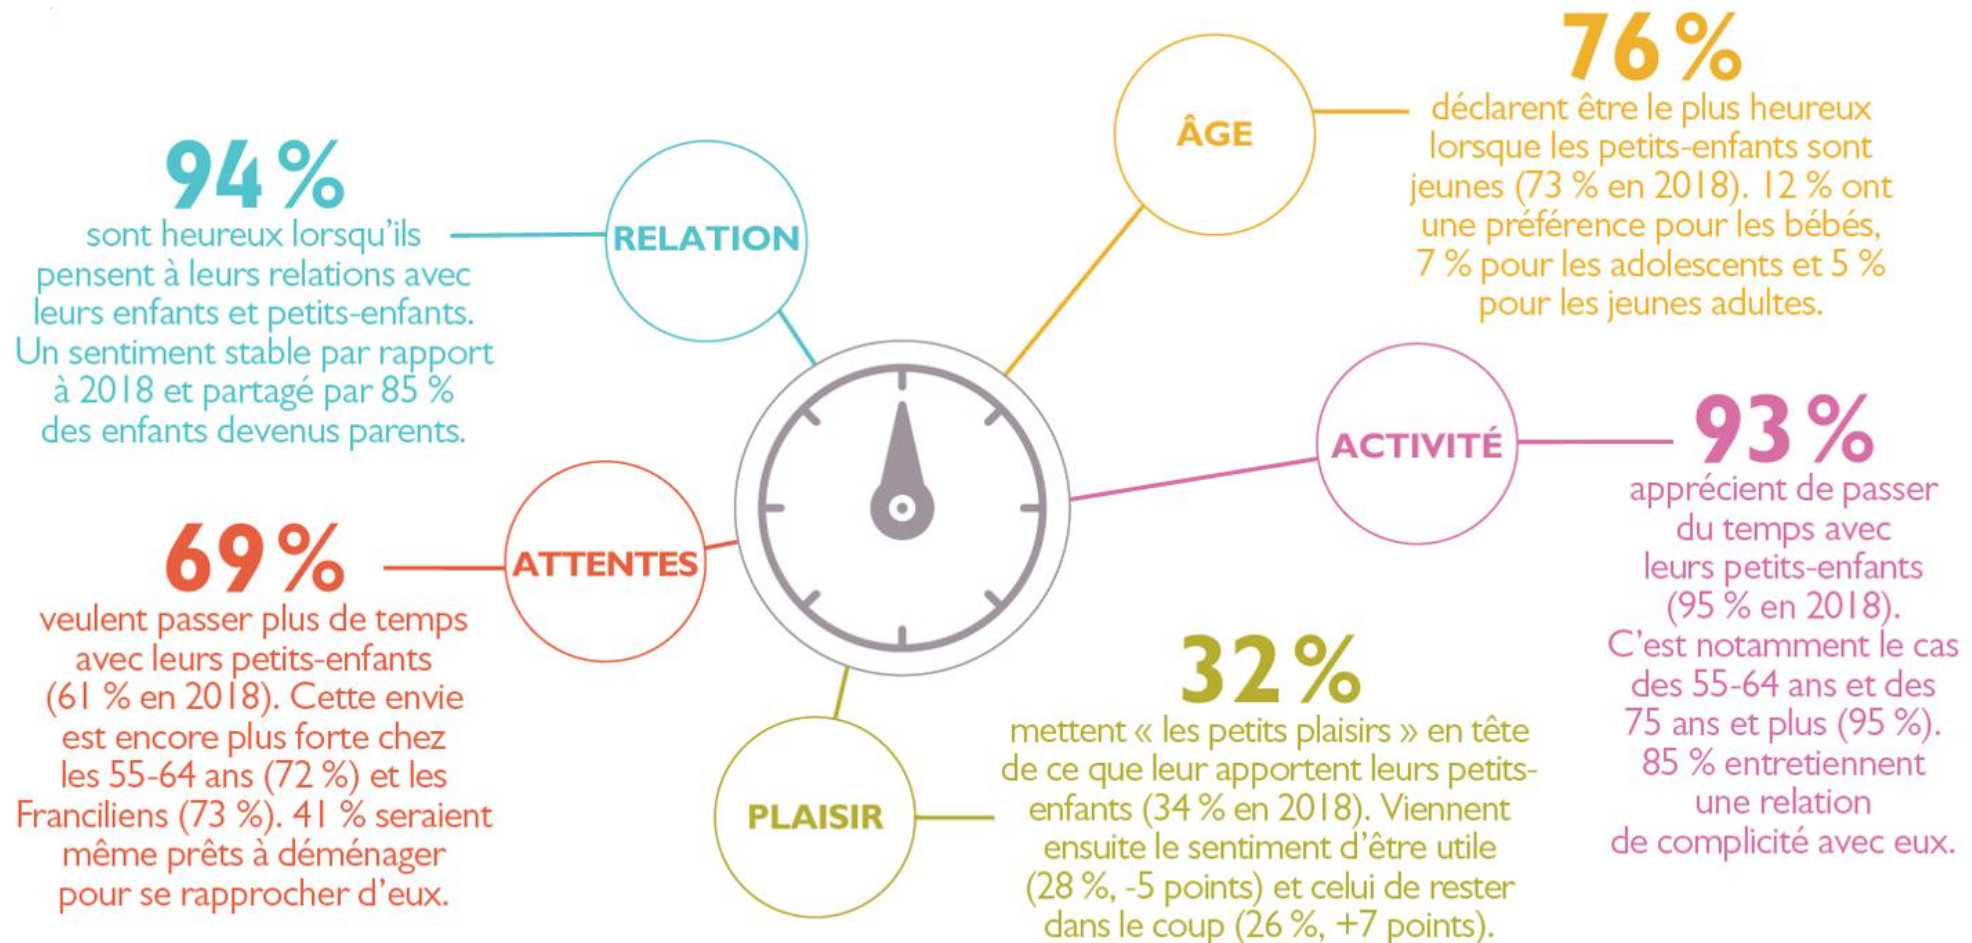 94 %
sont heureux lorsqu'ils
pensent à leurs relations avec
leurs enfants et petits-enfants.
Un sentiment stable par rapport
à 2018 et partagé par 85 %
des enfants devenus parents.
RELATION
ÂGE
76 %
déclarent être le plus heureux
lorsque les petits-enfants sont
jeunes (73 % en 2018). 12 % ont
une préférence pour les bébés,
7 % pour les adolescents et 5 %
pour les jeunes adultes.
ACTIVITÉ
93 %
apprécient de passer
du temps avec
leurs petits-enfants
(95 % en 2018).
C'est notamment le cas
des 55-64 ans et des
75 ans et plus (95 %).
85 % entretiennent
une relation
de complicité avec eux.
69 %
veulent passer plus de temps
avec leurs petits-enfants
(61 % en 2018). Cette envie
est encore plus forte chez
les 55-64 ans (72 %) et les
Franciliens (73 %). 41 % seraient
même prêts à déménager
pour se rapprocher d'eux.
ATTENTES
PLAISIR
32 %
mettent « les petits plaisirs » en tête
de ce que leur apportent leurs petits-
enfants (34 % en 2018). Viennent
ensuite le sentiment d'être utile
(28 %, -5 points) et celui de rester
dans le coup (26 %, +7 points).